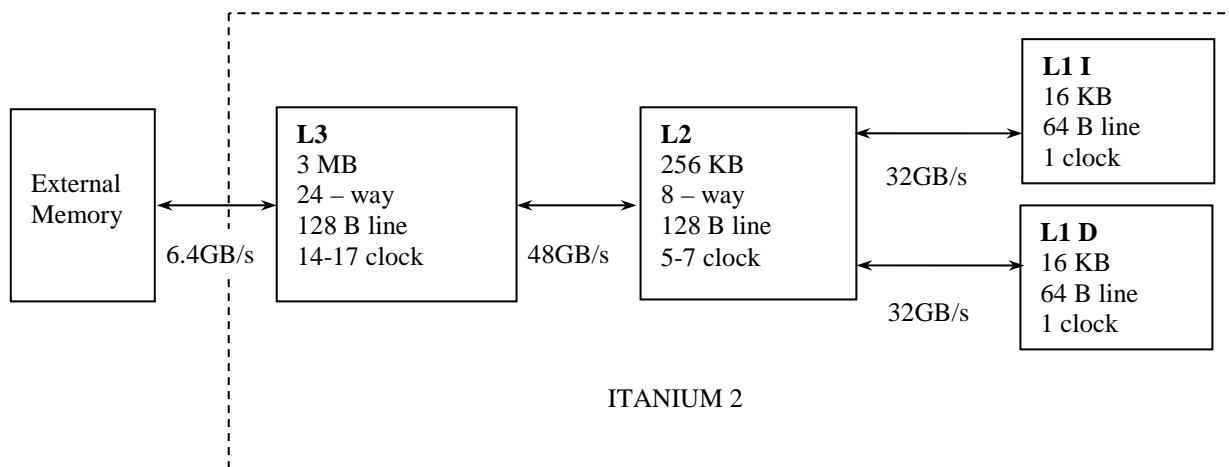 External
Memory
6.4GB/s
L3
3 MB
24 – way
128 B line
14-17 clock
48GB/s
L2
256 KB
8 – way
128 B line
5-7 clock
32GB/s
L1 I
16 KB
64 B line
1 clock
32GB/s
L1 D
16 KB
64 B line
1 clock
ITANIUM 2